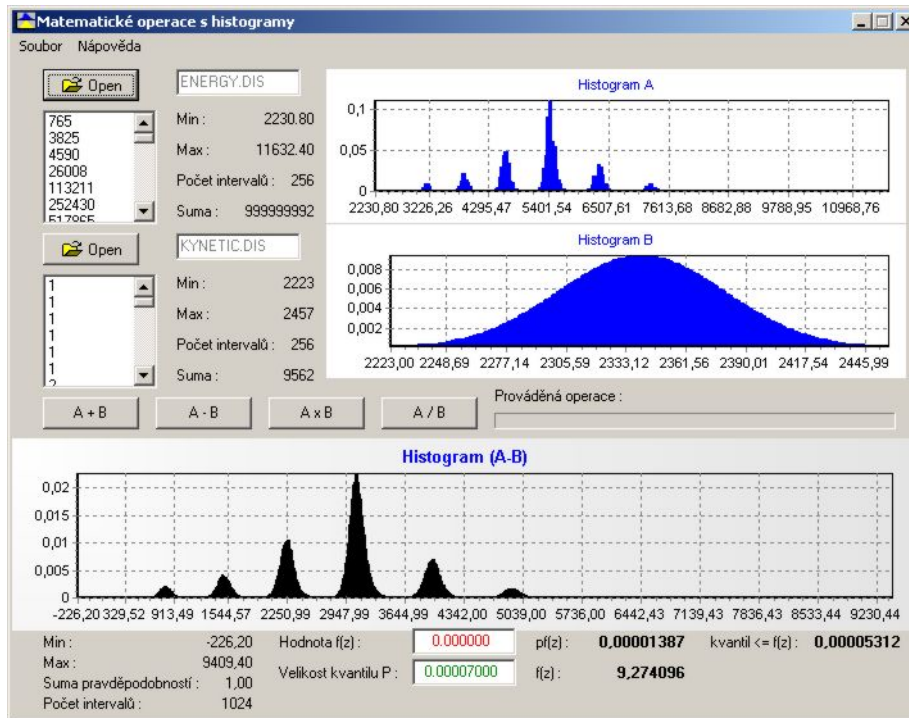 Matematické operace s histogramy
Soubor Nápověda
Open
ENERGY.DIS
765
3825
4590
26008
113211
252430
517865
Min : 2230.80
Max : 11632.40
Počet intervalů : 256
Suma : 999999992
Histogram A
0,1
0,05
0
2230,80 3226,26 4295,47 5401,54 6507,61 7613,68 8682,88 9788,95 10968,76
Open
KYNETIC.DIS
1
1
1
1
1
1
2
Min : 2223
Max : 2457
Počet intervalů : 256
Suma : 9562
Histogram B
0,008
0,006
0,004
0,002
2223,00 2248,69 2277,14 2305,59 2333,12 2361,56 2390,01 2417,54 2445,99
A + B
A - B
A x B
A / B
Prováděná operace :
Histogram (A-B)
0,02
0,015
0,01
0,005
0
-226,20 329,52 913,49 1544,57 2250,99 2947,99 3644,99 4342,00 5039,00 5736,00 6442,43 7139,43 7836,43 8533,44 9230,44
Min : -226,20
Max : 9409,40
Suma pravděpodobností : 1,00
Počet intervalů : 1024
Hodnota f(z) : 0.000000
Velikost kvantilu P : 0.00007000
pf(z) : 0,00001387
f(z) : 9,274096
kvantil <= f(z) : 0,00005312